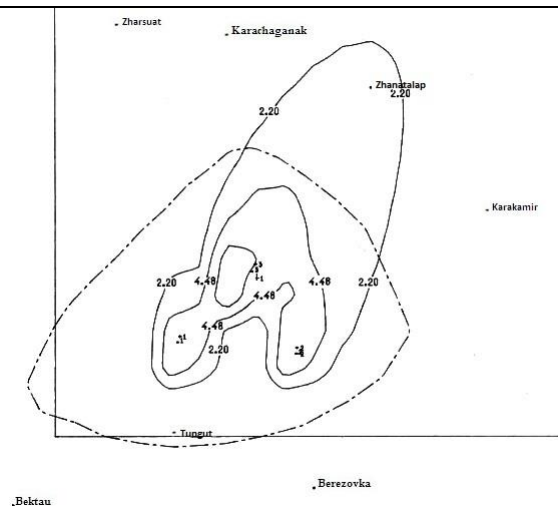 Zharsuat
Karachaganak
Zhanatalap
2.20
2.20
Karakamir
2.20
4.48
4.48
2.20
4.48
4.48
2.20
Tungut
Berezovka
Bektau